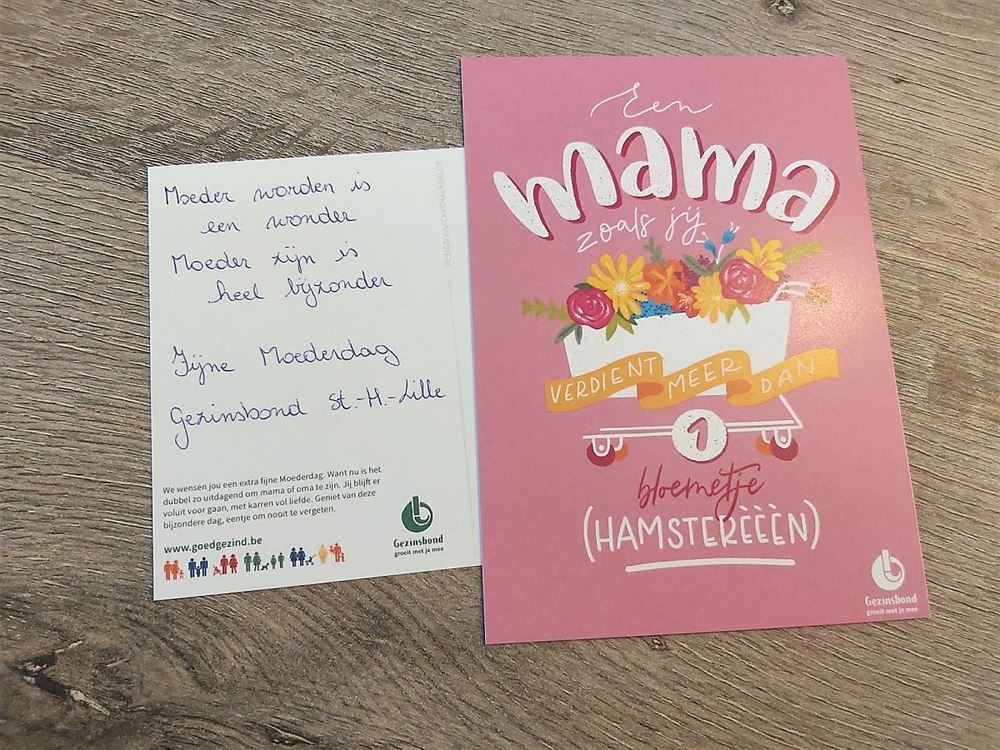 Moeder worden is
een wonder
Moeder zijn is
heel bijzonder
Fijne Moederdag
Gezinsbond St.-H.-Lille
We wensen jou een extra fijne Moederdag. Want nu is het
dubbel zo uitdagend om mama of oma te zijn. Jij blijft er
voluit voor gaan, met karren vol liefde. Geniet van deze
bijzondere dag, eentje om nooit te vergeten.
www.goedgezind.be
Gezinsbond
groeit met je mee
Een
mama
zoals jij
VERDIENT MEER DAN
1
bloemetje
(HAMSTERËËÈN)
Gezinsbond
groeit met je mee